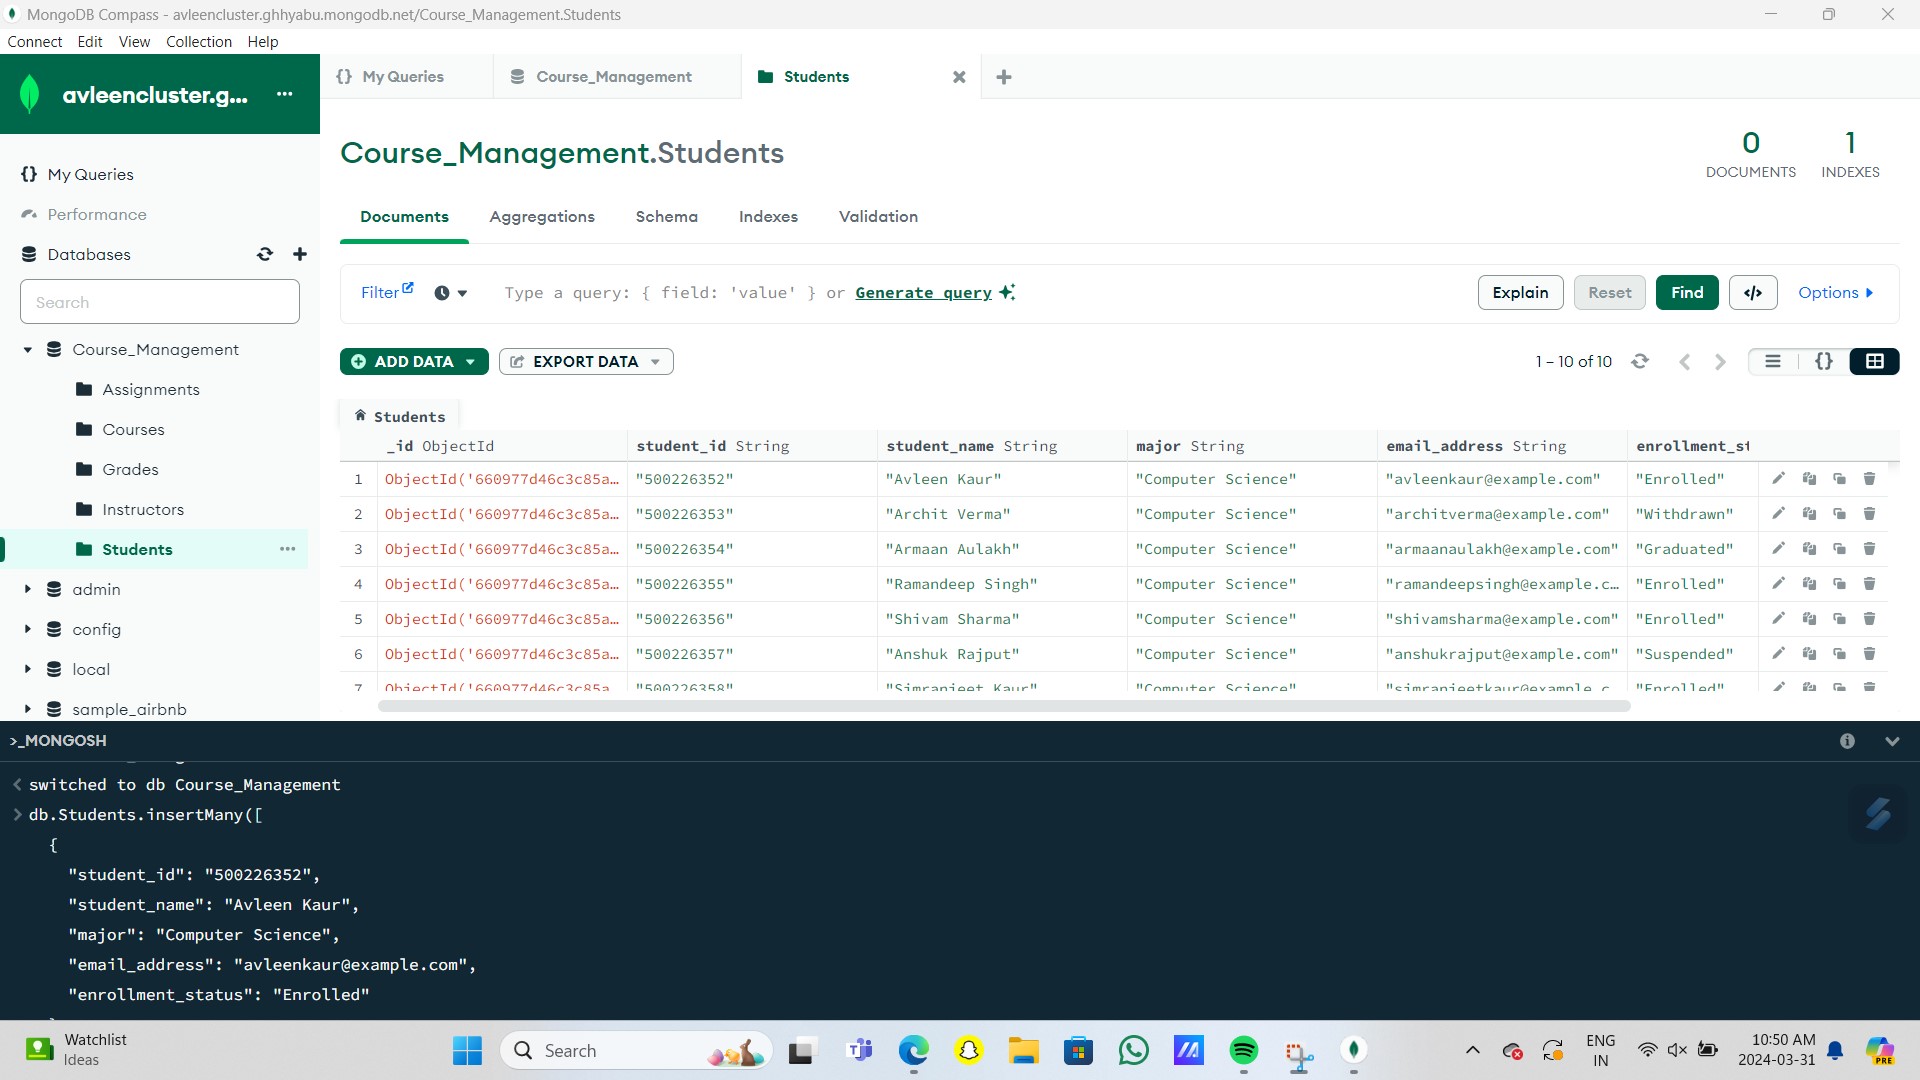 MongoDB Compass - avleencluster.ghhyabu.mongodb.net/Course_Management.Students
Connect Edit View Collection Help
avleencluster.g... ...
{} My Queries
Course_Management
Students
Course_Management.Students
0 DOCUMENTS
1 INDEXES
{} My Queries
Performance
Databases
Search
Course_Management
Assignments
Courses
Grades
Instructors
Students ...
admin
config
local
sample_airbnb
Documents Aggregations Schema Indexes Validation
Filter Type a query: { field: 'value' } or Generate query Explain Reset Find </> Options
ADD DATA EXPORT DATA 1 – 10 of 10 {}
Students
_id ObjectId student_id String student_name String major String email_address String enrollment_st
1 ObjectId('660977d46c3c85a… "500226352" "Avleen Kaur" "Computer Science" "avleenkaur@example.com" "Enrolled"
2 ObjectId('660977d46c3c85a… "500226353" "Archit Verma" "Computer Science" "architverma@example.com" "Withdrawn"
3 ObjectId('660977d46c3c85a… "500226354" "Armaan Aulakh" "Computer Science" "armaanaulakh@example.com" "Graduated"
4 ObjectId('660977d46c3c85a… "500226355" "Ramandeep Singh" "Computer Science" "ramandeepsingh@example.c… "Enrolled"
5 ObjectId('660977d46c3c85a… "500226356" "Shivam Sharma" "Computer Science" "shivamsharma@example.com" "Enrolled"
6 ObjectId('660977d46c3c85a… "500226357" "Anshuk Rajput" "Computer Science" "anshukrajput@example.com" "Suspended"
7 ObjectId('660977d46c3c85a "500226358" "Simranjeet Kaur" "Computer Science" "simranjeetkaur@example.c "Enrolled"
>_MONGOSH
< switched to db Course_Management
> db.Students.insertMany([
{
"student_id": "500226352",
"student_name": "Avleen Kaur",
"major": "Computer Science",
"email_address": "avleenkaur@example.com",
"enrollment_status": "Enrolled"
Watchlist
Ideas
Search
ENG
IN
10:50 AM
2024-03-31
PRE